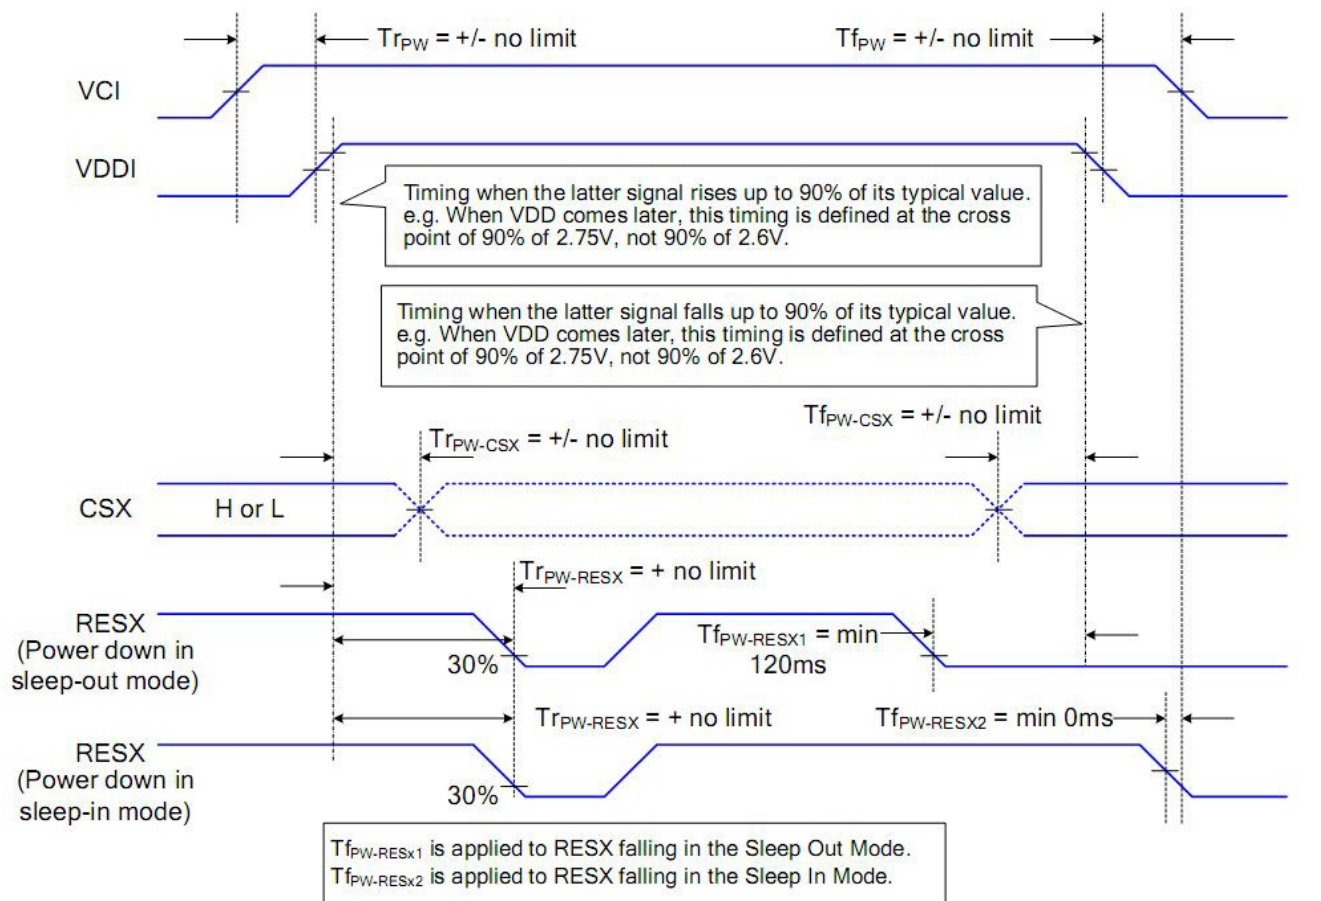 TrPW = +/- no limit
TfPW = +/- no limit
VCI
VDDI
Timing when the latter signal rises up to 90% of its typical value.
e.g. When VDD comes later, this timing is defined at the cross
point of 90% of 2.75V, not 90% of 2.6V.
Timing when the latter signal falls up to 90% of its typical value.
e.g. When VDD comes later, this timing is defined at the cross
point of 90% of 2.75V, not 90% of 2.6V.
TfPW-CSX = +/- no limit
TrPW-CSX = +/- no limit
CSX
H or L
TrPW-RESX = + no limit
RESX
(Power down in
sleep-out mode)
30%
TfPW-RESX1 = min
120ms
TrPW-RESX = + no limit
TfPW-RESX2 = min 0ms
RESX
(Power down in
sleep-in mode)
30%
TfPW-RESx1 is applied to RESX falling in the Sleep Out Mode.
TfPW-RESx2 is applied to RESX falling in the Sleep In Mode.